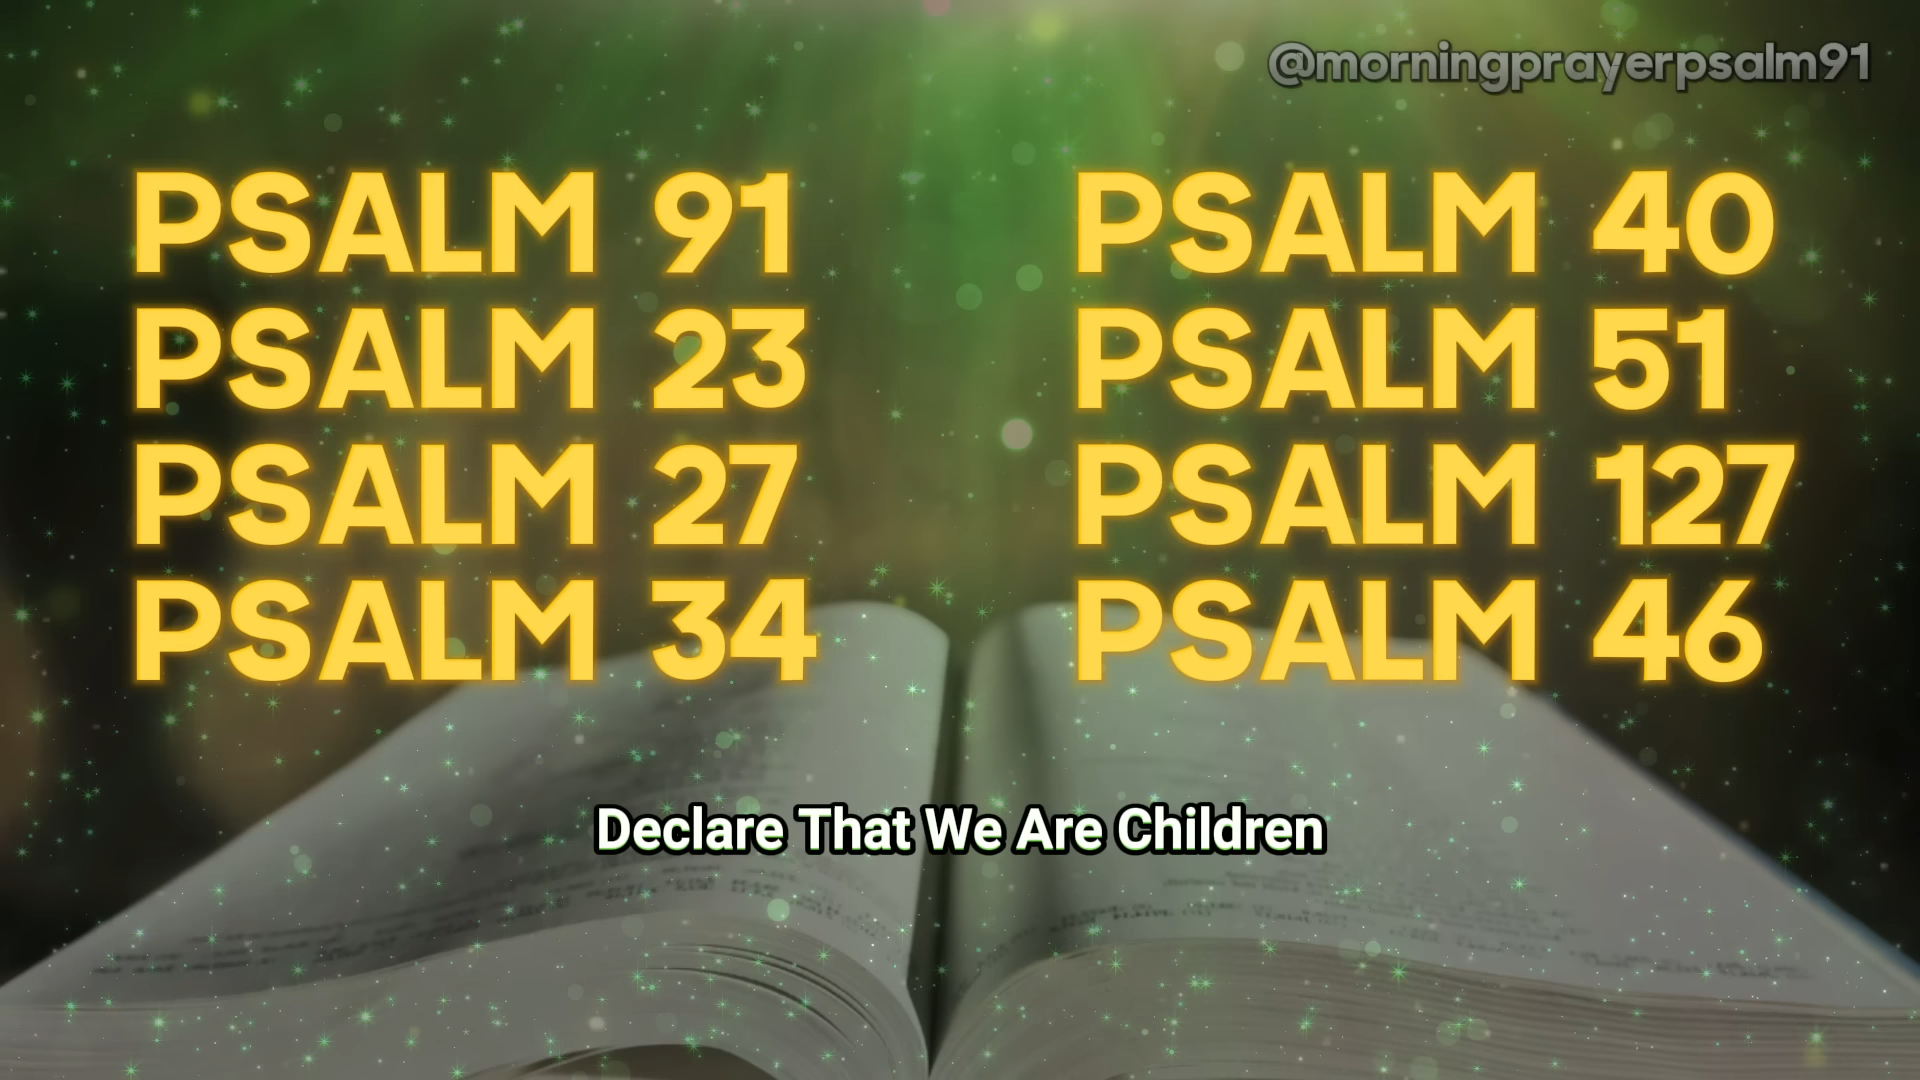 @morningprayerpsalm91
PSALM 91
PSALM 23
PSALM 27
PSALM 34
PSALM 40
PSALM 51
PSALM 127
PSALM 46
Declare That We Are Children